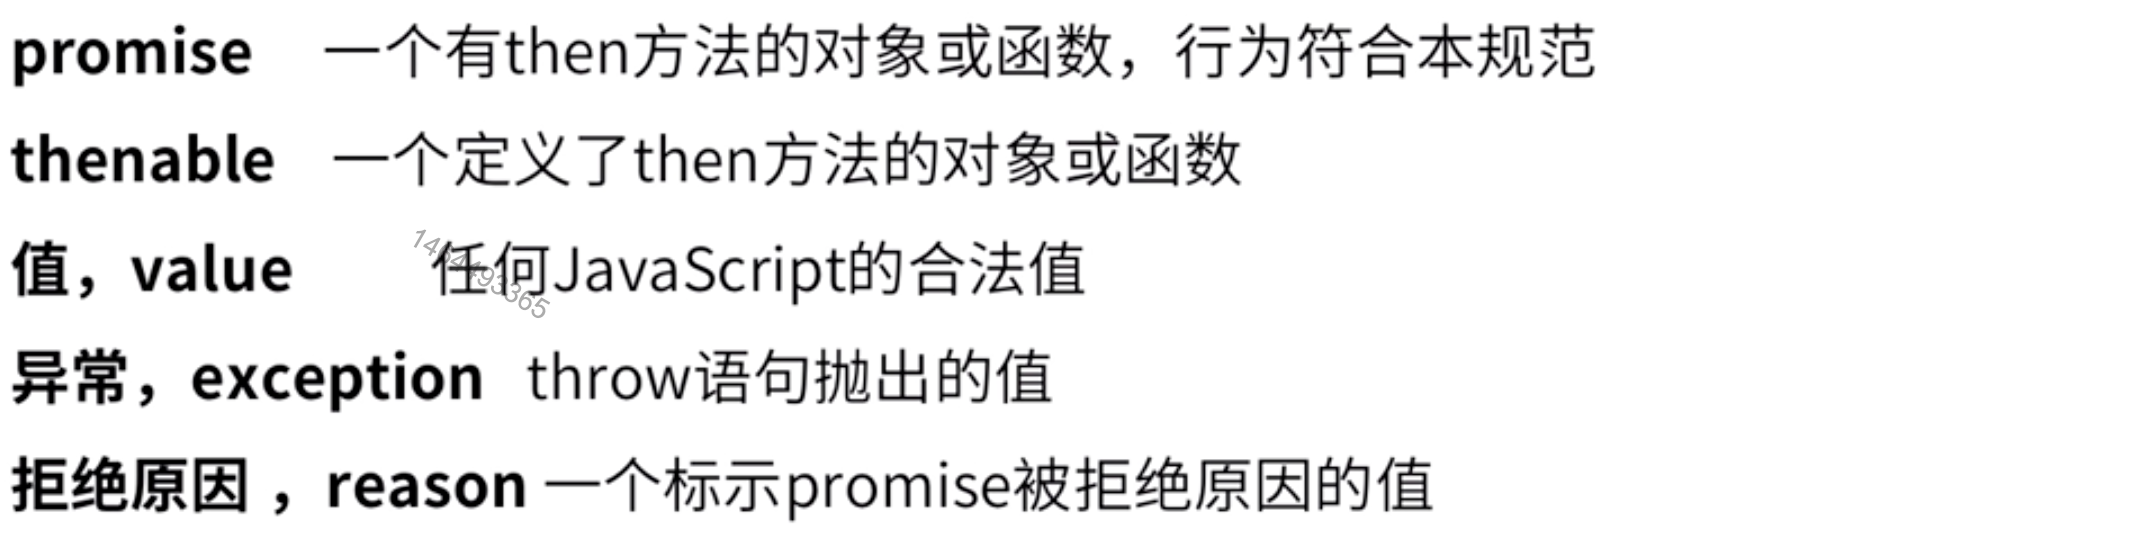 promise 一个有then方法的对象或函数，行为符合本规范
thenable 一个定义了then方法的对象或函数
值，value 任何JavaScript的合法值
异常，exception throw语句抛出的值
拒绝原因 ，reason 一个标示promise被拒绝原因的值